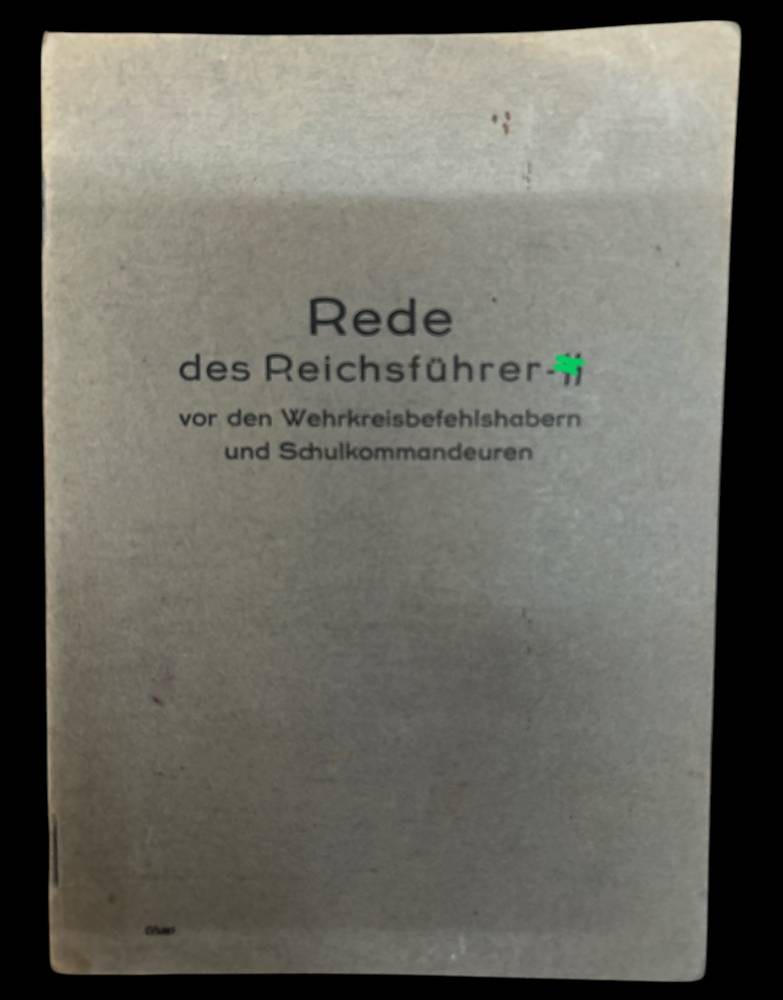 Rede
des Reichsführer-
vor den Wehrkreisbefehlshabern
und Schulkommandeuren